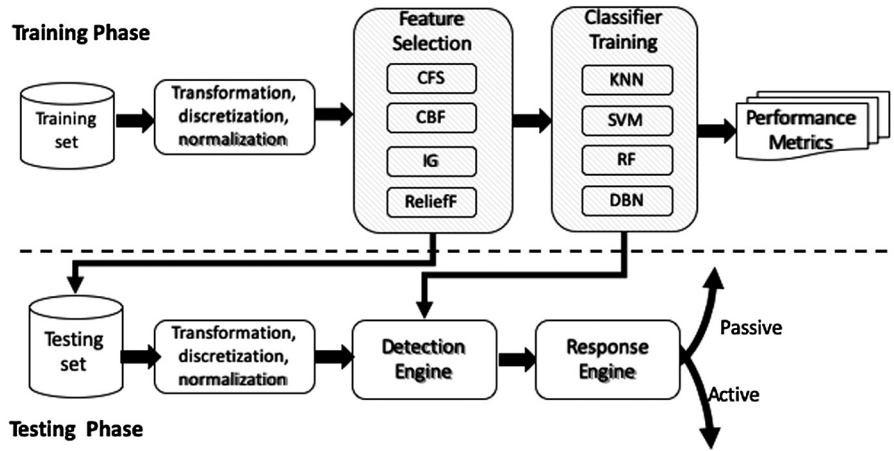 Training Phase
Training
set
Transformation,
discretization,
normalization
Feature
Selection
CFS
CBF
IG
ReliefF
Classifier
Training
KNN
SVM
RF
DBN
Performance
Metrics
Testing
set
Transformation,
discretization,
normalization
Detection
Engine
Response
Engine
Passive
Active
Testing Phase